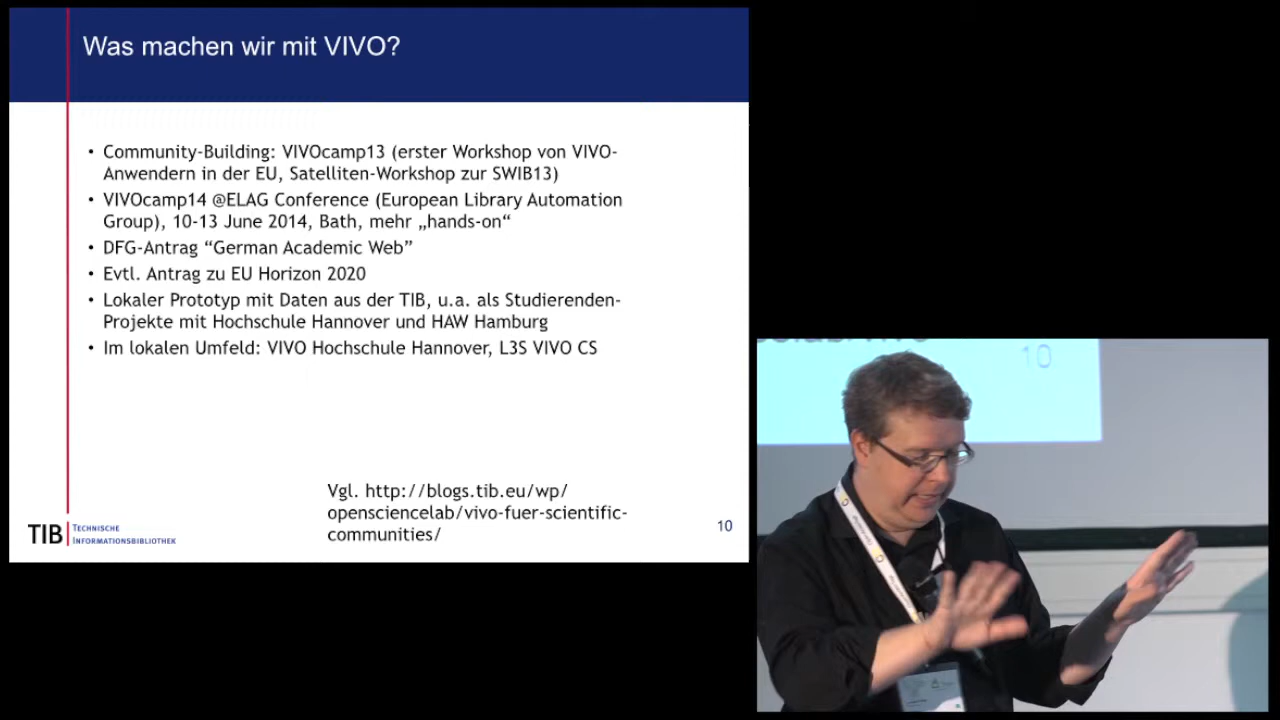 Was machen wir mit VIVO?
• Community-Building: VIVOcamp13 (erster Workshop von VIVO-
Anwendern in der EU, Satelliten-Workshop zur SWIB13)
• VIVOcamp14 @ELAG Conference (European Library Automation
Group), 10-13 June 2014, Bath, mehr „hands-on“
• DFG-Antrag “German Academic Web”
• Evtl. Antrag zu EU Horizon 2020
• Lokaler Prototyp mit Daten aus der TIB, u.a. als Studierenden-
Projekte mit Hochschule Hannover und HAW Hamburg
• Im lokalen Umfeld: VIVO Hochschule Hannover, L3S VIVO CS
Vgl. http://blogs.tib.eu/wp/
opensciencelab/vivo-fuer-scientific-
communities/
10
TIB
TECHNISCHE
INFORMATIONSBIBLIOTHEK
10